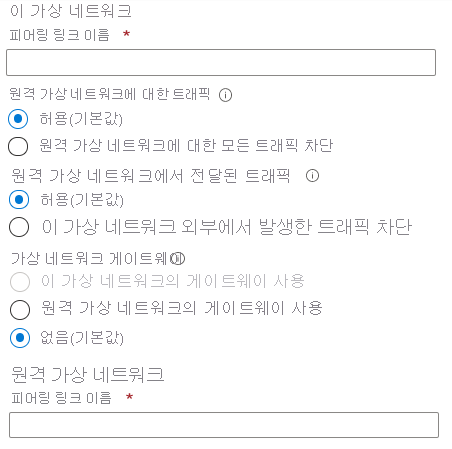 이 가상 네트워크
피어링 링크 이름 *
원격 가상 네트워크에 대한 트래픽
허용(기본값)
원격 가상 네트워크에 대한 모든 트래픽 차단
원격 가상 네트워크에서 전달된 트래픽
허용(기본값)
이 가상 네트워크 외부에서 발생한 트래픽 차단
가상 네트워크 게이트웨이
이 가상 네트워크의 게이트웨이 사용
원격 가상 네트워크의 게이트웨이 사용
없음(기본값)
원격 가상 네트워크
피어링 링크 이름 *